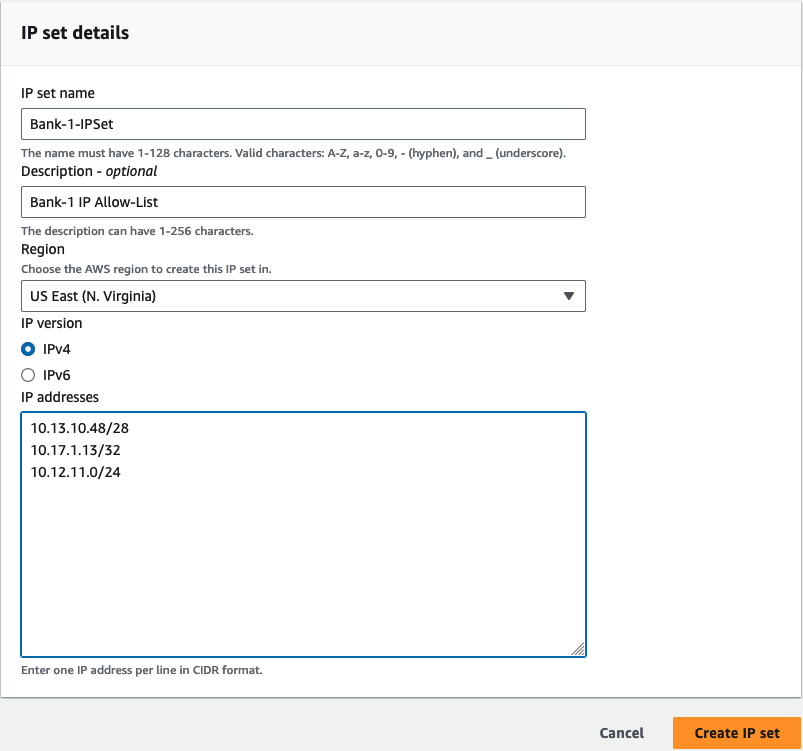 IP set details
IP set name
Bank-1-IPSet
The name must have 1-128 characters. Valid characters: A-Z, a-z, 0-9, - (hyphen), and _ (underscore).
Description - optional
Bank-1 IP Allow-List
The description can have 1-256 characters.
Region
Choose the AWS region to create this IP set in.
US East (N. Virginia)
IP version
IPv4
IPv6
IP addresses
10.13.10.48/28
10.17.1.13/32
10.12.11.0/24
Enter one IP address per line in CIDR format.
Cancel Create IP set